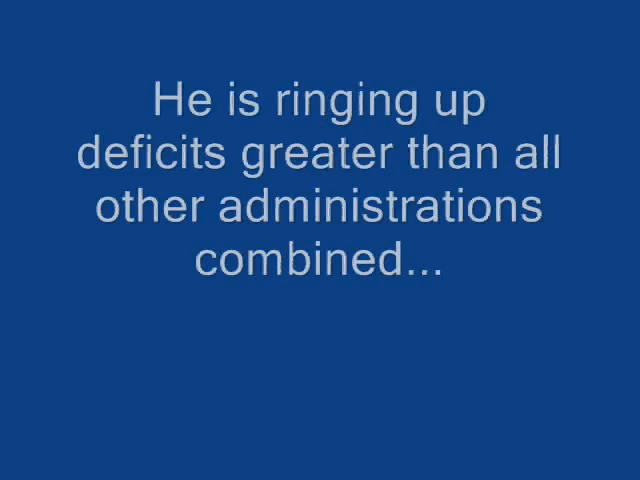 He is ringing up
deficits greater than all
other administrations
combined...